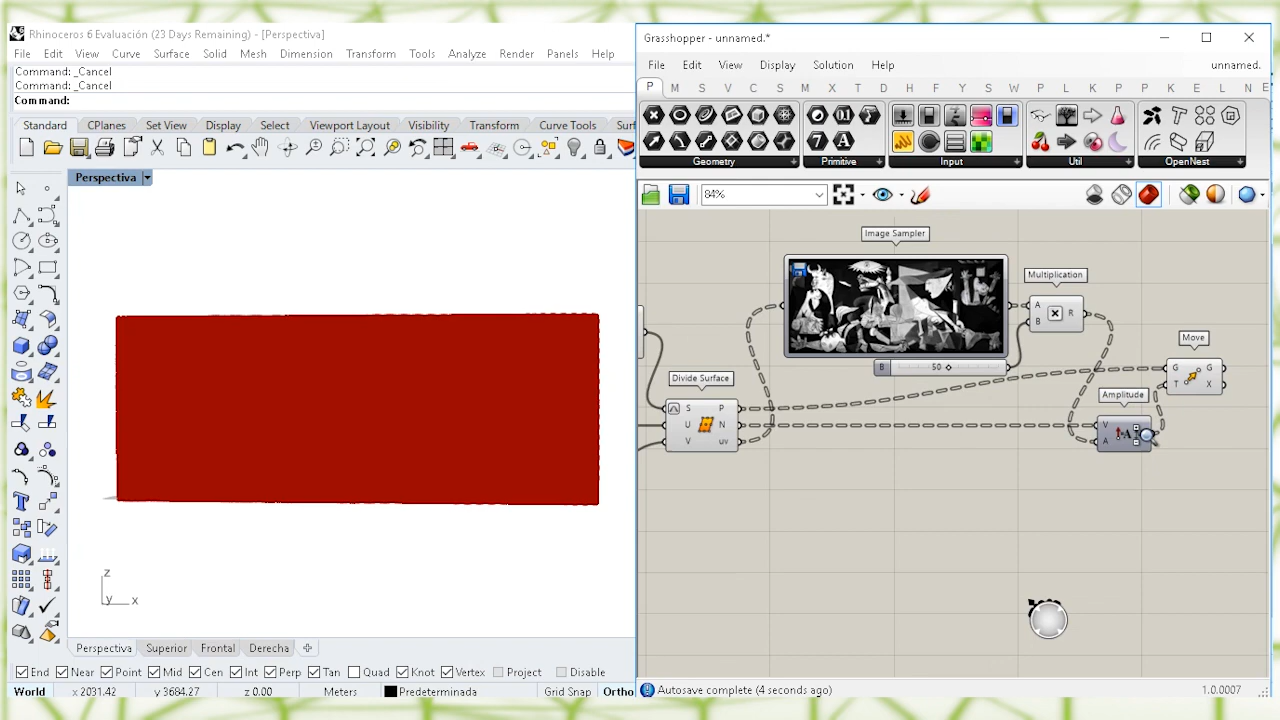 Rhinoceros 6 Evaluación (23 Days Remaining) - [Perspectiva]
File Edit View Curve Surface Solid Mesh Dimension Transform Tools Analyze Render Panels Help
Command: _Cancel
Command: _Cancel
Command:
Standard CPlanes Set View Display Select Viewport Layout Visibility Transform Curve Tools Surf
Perspectiva
z
y x
Perspectiva Superior Frontal Derecha
End Near Point Mid Cen Int Perp Tan Quad Knot Vertex Project Disable
World x 2031.42 y 3684.27 z 0.00 Meters Predeterminada Grid Snap Ortho
Grasshopper - unnamed.*
File Edit View Display Solution Help unnamed.
P M S V C S M X T D F Y S W P L K D P M K L N E
Geometry Primitive Input Util OpenNest
84%
Image Sampler
Multiplication
A
B
R
B 50
Move
G G
T X
Divide Surface
S P
U N
V uv
Amplitude
V
A
Autosave complete (4 seconds ago) 1.0.0007